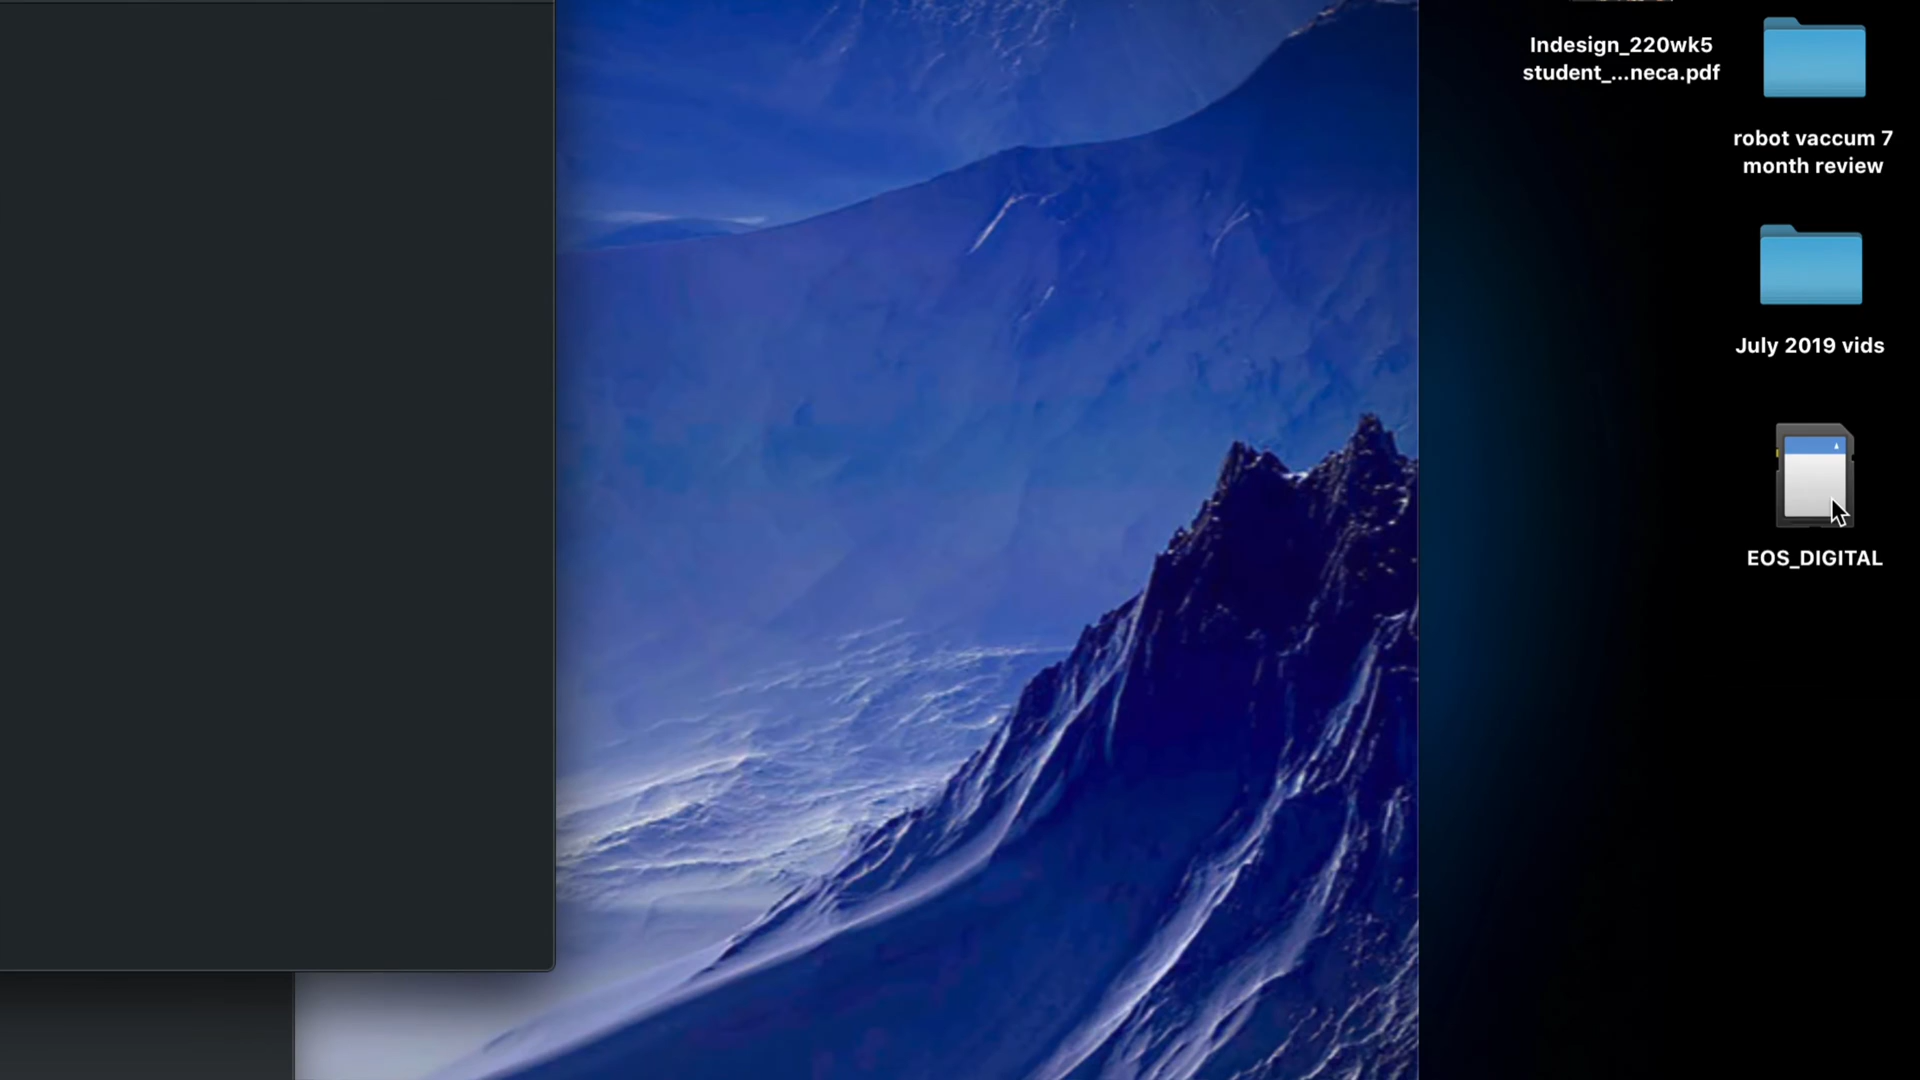 Indesign_220wk5
student_...neca.pdf
robot vaccum 7
month review
July 2019 vids
EOS_DIGITAL